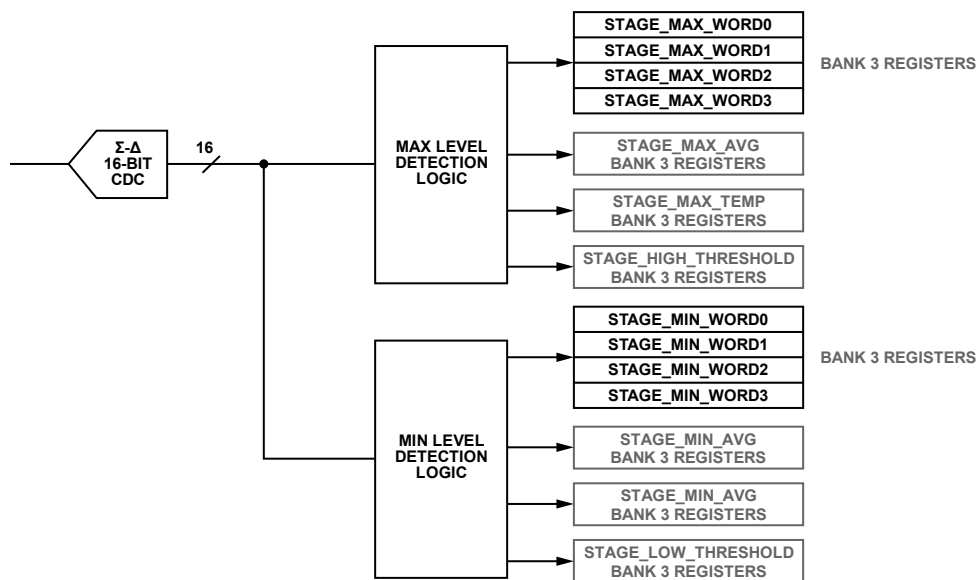 Σ-Δ
16-BIT
CDC
16
MAX LEVEL
DETECTION
LOGIC
STAGE_MAX_WORD0
STAGE_MAX_WORD1
STAGE_MAX_WORD2
STAGE_MAX_WORD3
BANK 3 REGISTERS
STAGE_MAX_AVG
BANK 3 REGISTERS
STAGE_MAX_TEMP
BANK 3 REGISTERS
STAGE_HIGH_THRESHOLD
BANK 3 REGISTERS
MIN LEVEL
DETECTION
LOGIC
STAGE_MIN_WORD0
STAGE_MIN_WORD1
STAGE_MIN_WORD2
STAGE_MIN_WORD3
BANK 3 REGISTERS
STAGE_MIN_AVG
BANK 3 REGISTERS
STAGE_MIN_AVG
BANK 3 REGISTERS
STAGE_LOW_THRESHOLD
BANK 3 REGISTERS